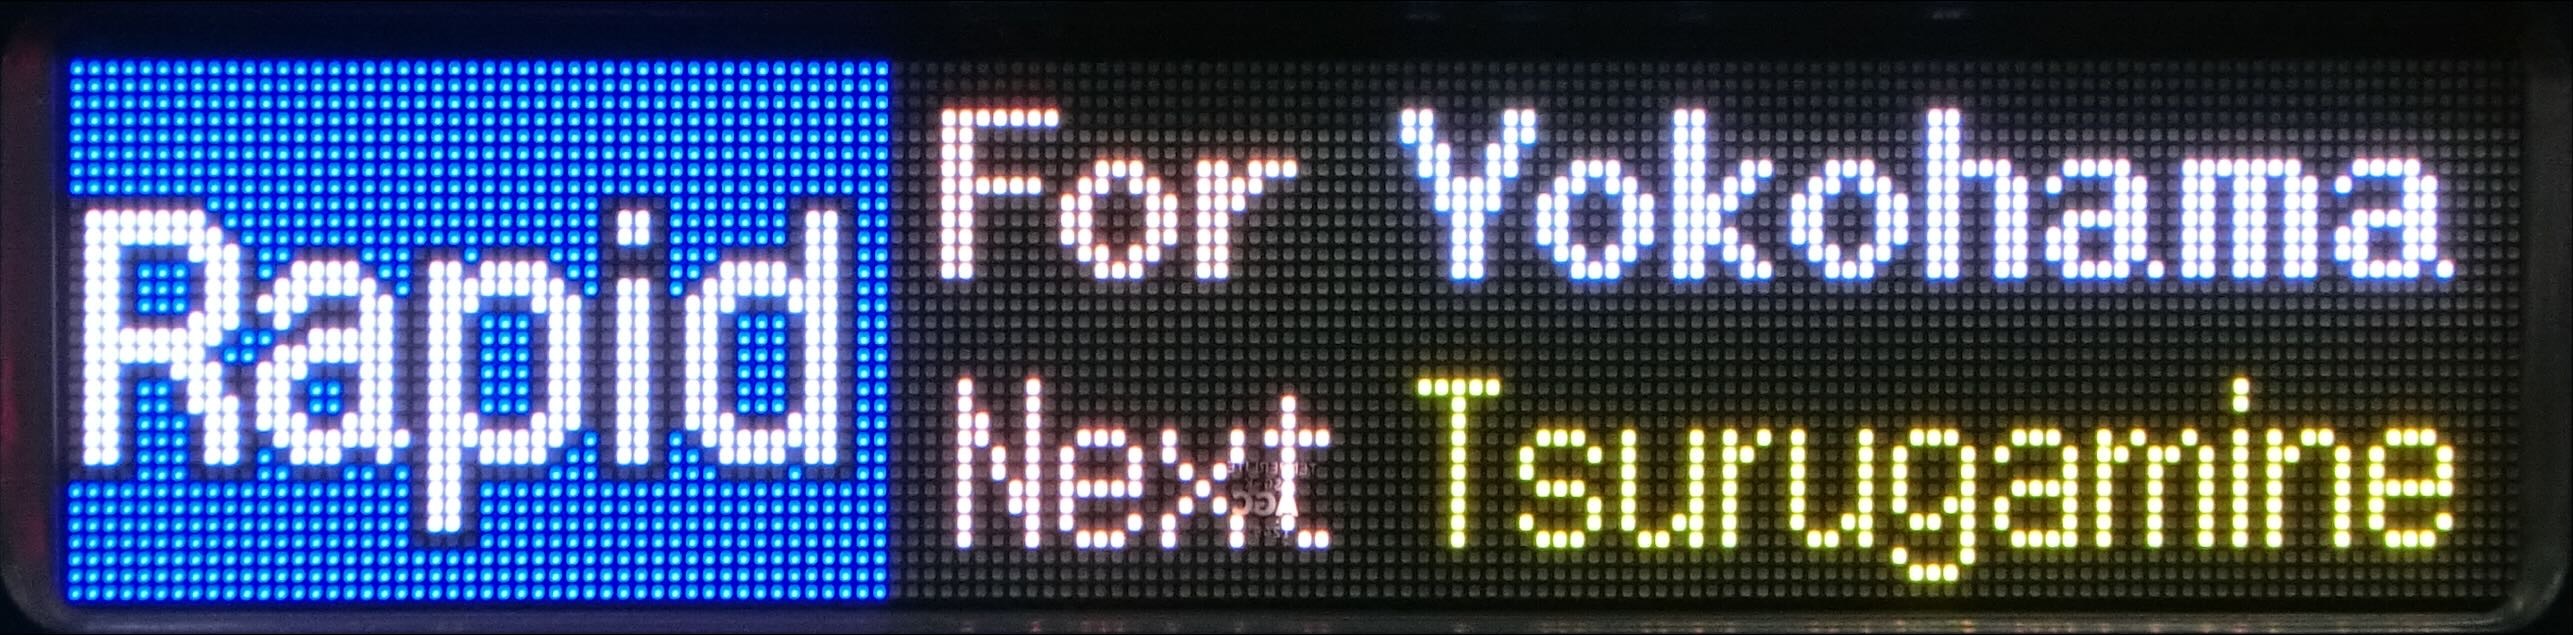 Rapid
For Yokohama
Next Tsurugamine